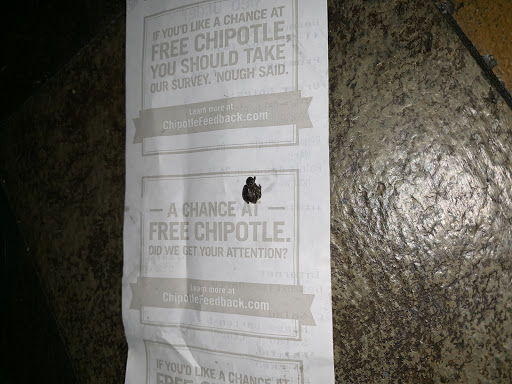 IF YOU'D LIKE A CHANCE AT
FREE CHIPOTLE,
YOU SHOULD TAKE
OUR SURVEY. 'NOUGH SAID.
Learn more at
ChipotleFeedback.com
— A CHANCE AT —
FREE CHIPOTLE.
DID WE GET YOUR ATTENTION?
Learn more at
ChipotleFeedback.com
IF YOU'D LIKE A CHANCE AT
FREE